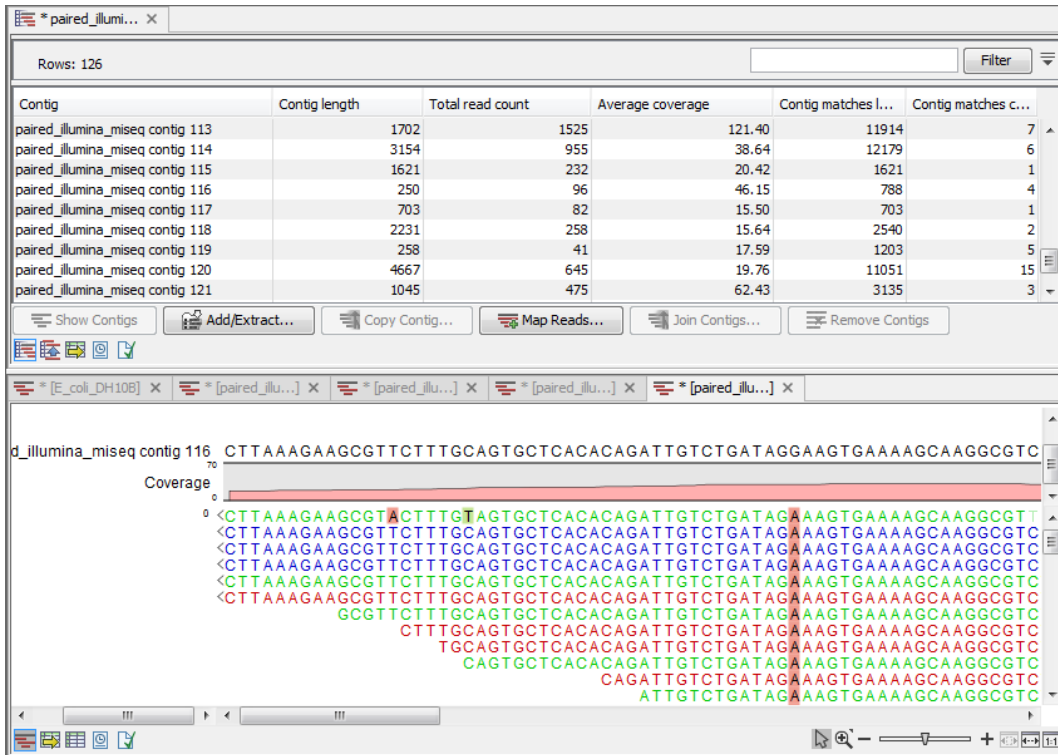 * paired_illumi...
Rows: 126 Filter
Contig Contig length Total read count Average coverage Contig matches l... Contig matches c...
paired_illumina_miseq contig 113 1702 1525 121.40 11914 7
paired_illumina_miseq contig 114 3154 955 38.64 12179 6
paired_illumina_miseq contig 115 1621 232 20.42 1621 1
paired_illumina_miseq contig 116 250 96 46.15 788 4
paired_illumina_miseq contig 117 703 82 15.50 703 1
paired_illumina_miseq contig 118 2231 258 15.64 2540 2
paired_illumina_miseq contig 119 258 41 17.59 1203 5
paired_illumina_miseq contig 120 4667 645 19.76 11051 15
paired_illumina_miseq contig 121 1045 475 62.43 3135 3
Show Contigs Add/Extract... Copy Contig... Map Reads... Join Contigs... Remove Contigs
* [E_coli_DH10B] * [paired_illu...] * [paired_illu...] * [paired_illu...] * [paired_illu...]
d_illumina_miseq contig 116 CTTAAAGAAGCGTTCTTTGCAGTGCTCACACAGATTGTCTGATAGGAAGTGAAAAGCAAGGCGTC
70
Coverage
0
0 <CTTAAAGAAGCGTACTTTGTAGTGCTCACACAGATTGTCTGATAGAAAGTGAAAAGCAAGGCGTT
<CTTAAAGAAGCGTTCTTTGCAGTGCTCACACAGATTGTCTGATAGAAAGTGAAAAGCAAGGCGTC
<CTTAAAGAAGCGTTCTTTGCAGTGCTCACACAGATTGTCTGATAGAAAGTGAAAAGCAAGGCGTC
<CTTAAAGAAGCGTTCTTTGCAGTGCTCACACAGATTGTCTGATAGAAAGTGAAAAGCAAGGCGTC
<CTTAAAGAAGCGTTCTTTGCAGTGCTCACACAGATTGTCTGATAGAAAGTGAAAAGCAAGGCGTC
<CTTAAAGAAGCGTTCTTTGCAGTGCTCACACAGATTGTCTGATAGAAAGTGAAAAGCAAGGCGTC
GCGTTCTTTGCAGTGCTCACACAGATTGTCTGATAGAAAGTGAAAAGCAAGGCGTC
CTTTGCAGTGCTCACACAGATTGTCTGATAGAAAGTGAAAAGCAAGGCGTC
TGCAGTGCTCACACAGATTGTCTGATAGAAAGTGAAAAGCAAGGCGTC
CAGTGCTCACACAGATTGTCTGATAGAAAGTGAAAAGCAAGGCGTC
CAGATTGTCTGATAGAAAGTGAAAAGCAAGGCGTC
ATTGTCTGATAGAAAGTGAAAAGCAAGGCGTC
1:1